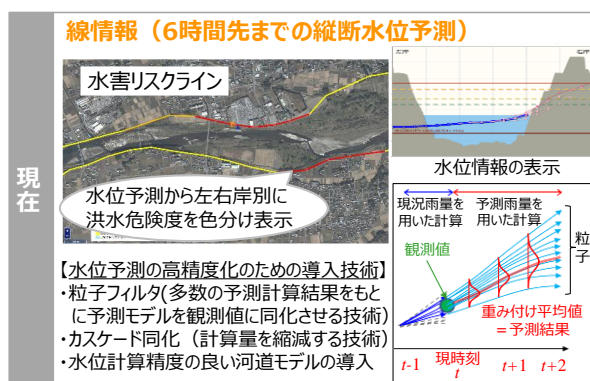 現在
線情報（6時間先までの縦断水位予測）
水害リスクライン
水位予測から左右岸別に
洪水危険度を色分け表示
左岸
右岸
水位情報の表示
現況雨量を
用いた計算
予測雨量を
用いた計算
観測値
粒子
重み付け平均値
＝予測結果
t-1
現時刻
t
t+1
t+2
【水位予測の高精度化のための導入技術】
・粒子フィルタ(多数の予測計算結果をもと
に予測モデルを観測値に同化させる技術)
・カスケード同化（計算量を縮減する技術）
・水位計算精度の良い河道モデルの導入